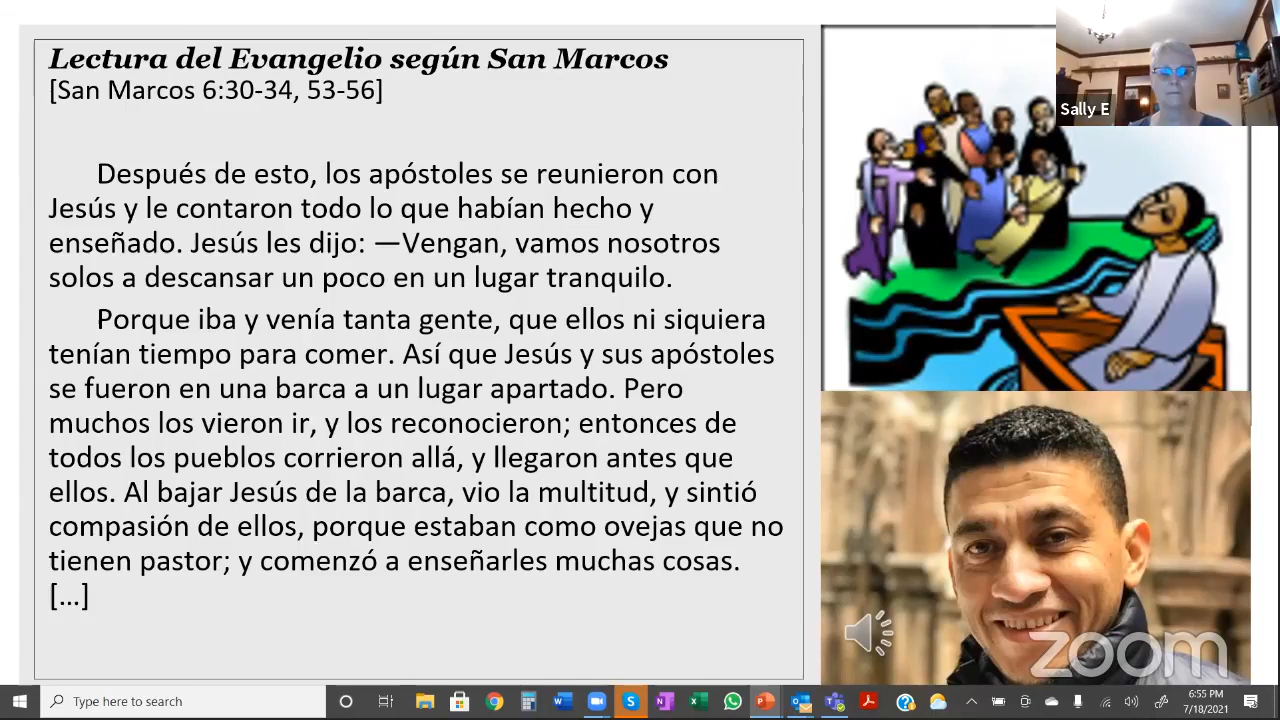 Lectura del Evangelio según San Marcos
[San Marcos 6:30-34, 53-56]
Después de esto, los apóstoles se reunieron con
Jesús y le contaron todo lo que habían hecho y
enseñado. Jesús les dijo: —Vengan, vamos nosotros
solos a descansar un poco en un lugar tranquilo.
Porque iba y venía tanta gente, que ellos ni siquiera
tenían tiempo para comer. Así que Jesús y sus apóstoles
se fueron en una barca a un lugar apartado. Pero
muchos los vieron ir, y los reconocieron; entonces de
todos los pueblos corrieron allá, y llegaron antes que
ellos. Al bajar Jesús de la barca, vio la multitud, y sintió
compasión de ellos, porque estaban como ovejas que no
tienen pastor; y comenzó a enseñarles muchas cosas.
[...]
Sally E
zoom
Type here to search
6:55 PM
7/18/2021